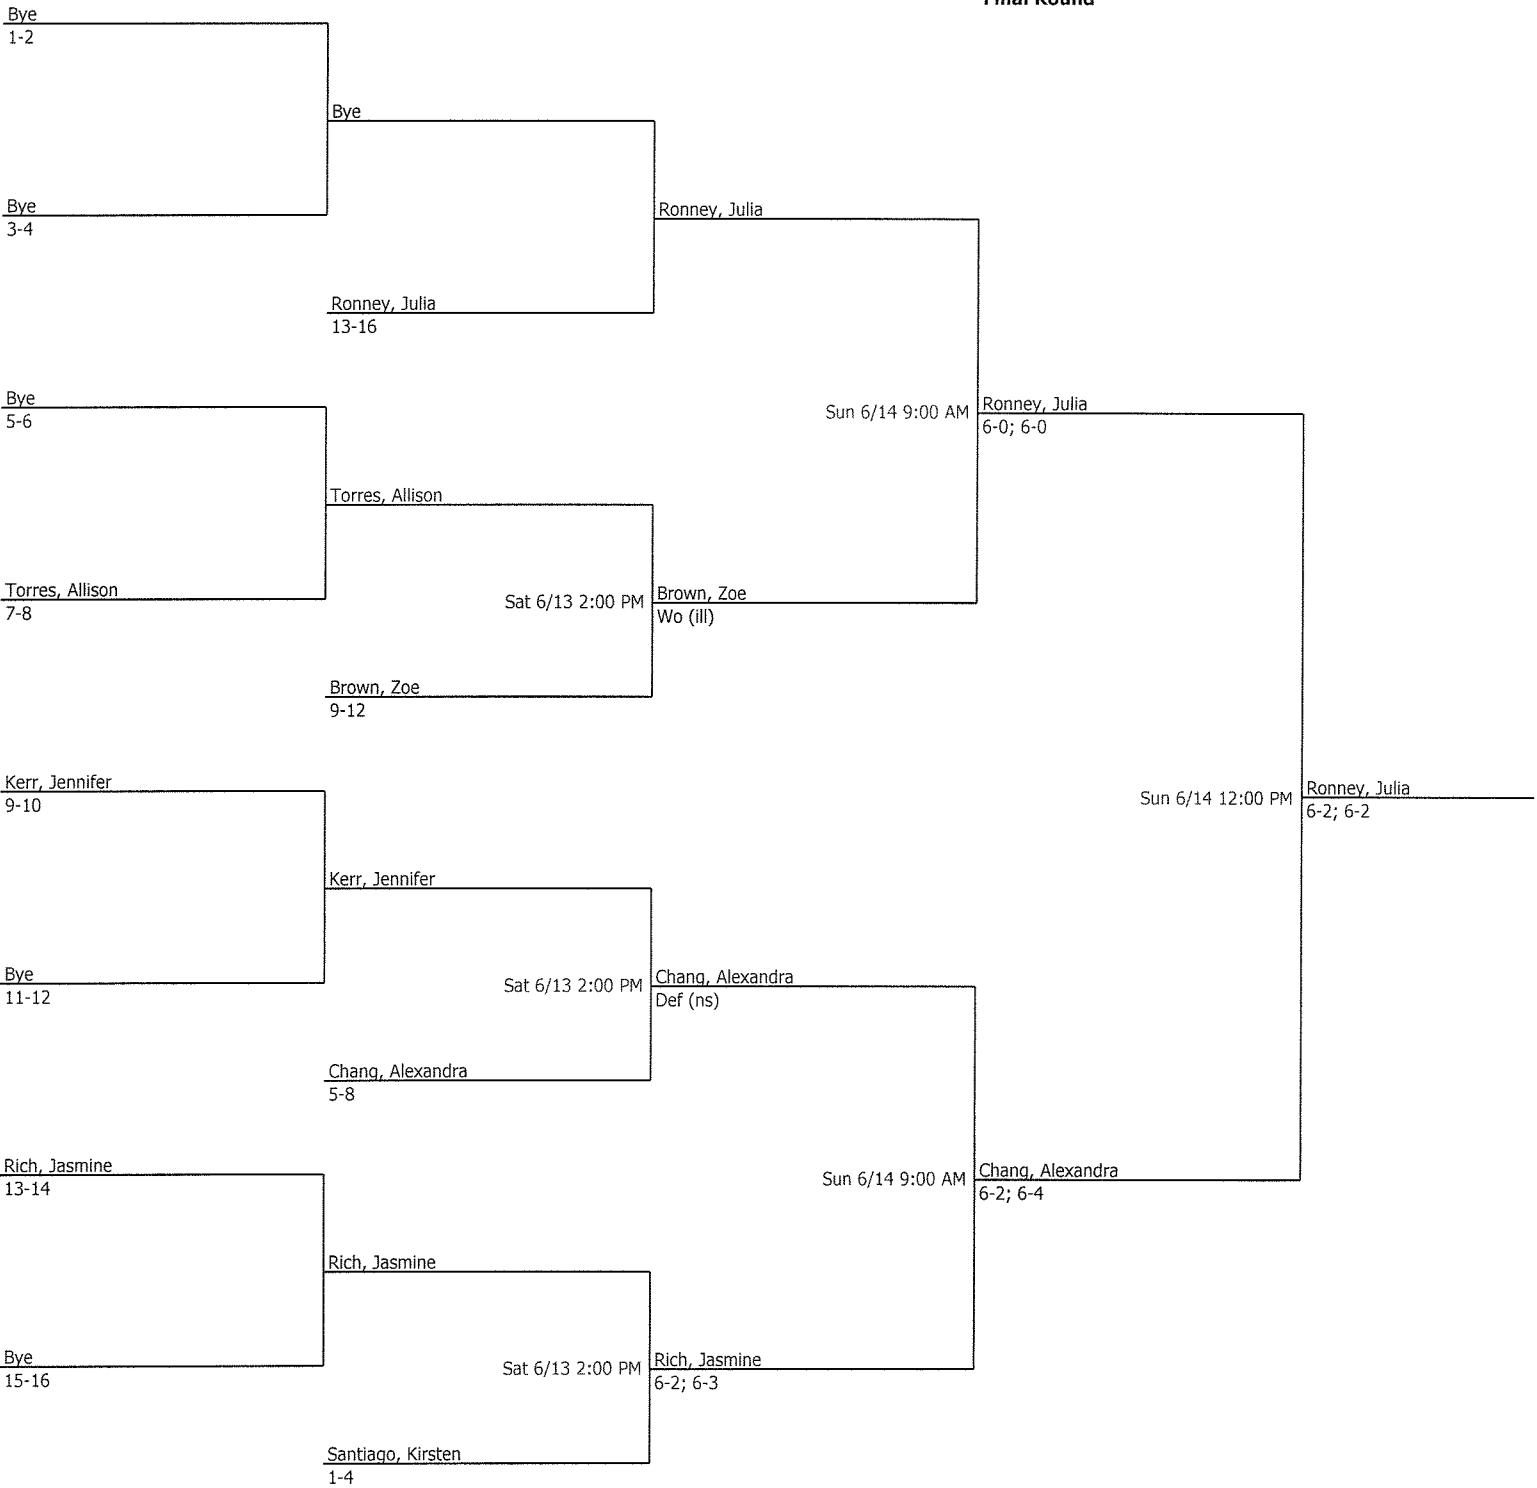 Final Round
Bye
1-2
Bye
Bye
3-4
Ronney, Julia
Ronney, Julia
13-16
Bye
5-6
Sun 6/14 9:00 AM
Ronney, Julia
6-0; 6-0
Torres, Allison
Torres, Allison
7-8
Sat 6/13 2:00 PM
Brown, Zoe
Wo (ill)
Brown, Zoe
9-12
Kerr, Jennifer
9-10
Sun 6/14 12:00 PM
Ronney, Julia
6-2; 6-2
Kerr, Jennifer
Bye
11-12
Sat 6/13 2:00 PM
Chang, Alexandra
Def (ns)
Chang, Alexandra
5-8
Rich, Jasmine
13-14
Sun 6/14 9:00 AM
Chang, Alexandra
6-2; 6-4
Rich, Jasmine
Bye
15-16
Sat 6/13 2:00 PM
Rich, Jasmine
6-2; 6-3
Santiago, Kirsten
1-4